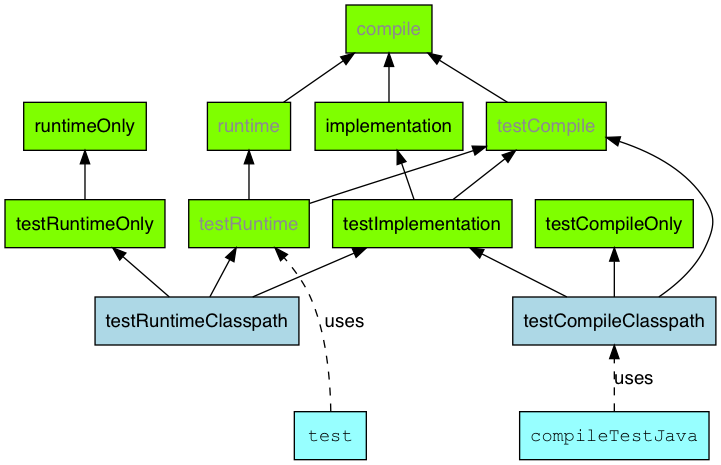 compile
runtimeOnly
runtime
implementation
testCompile
testRuntimeOnly
testRuntime
testImplementation
testCompileOnly
testRuntimeClasspath
uses
testCompileClasspath
uses
test
compileTestJava